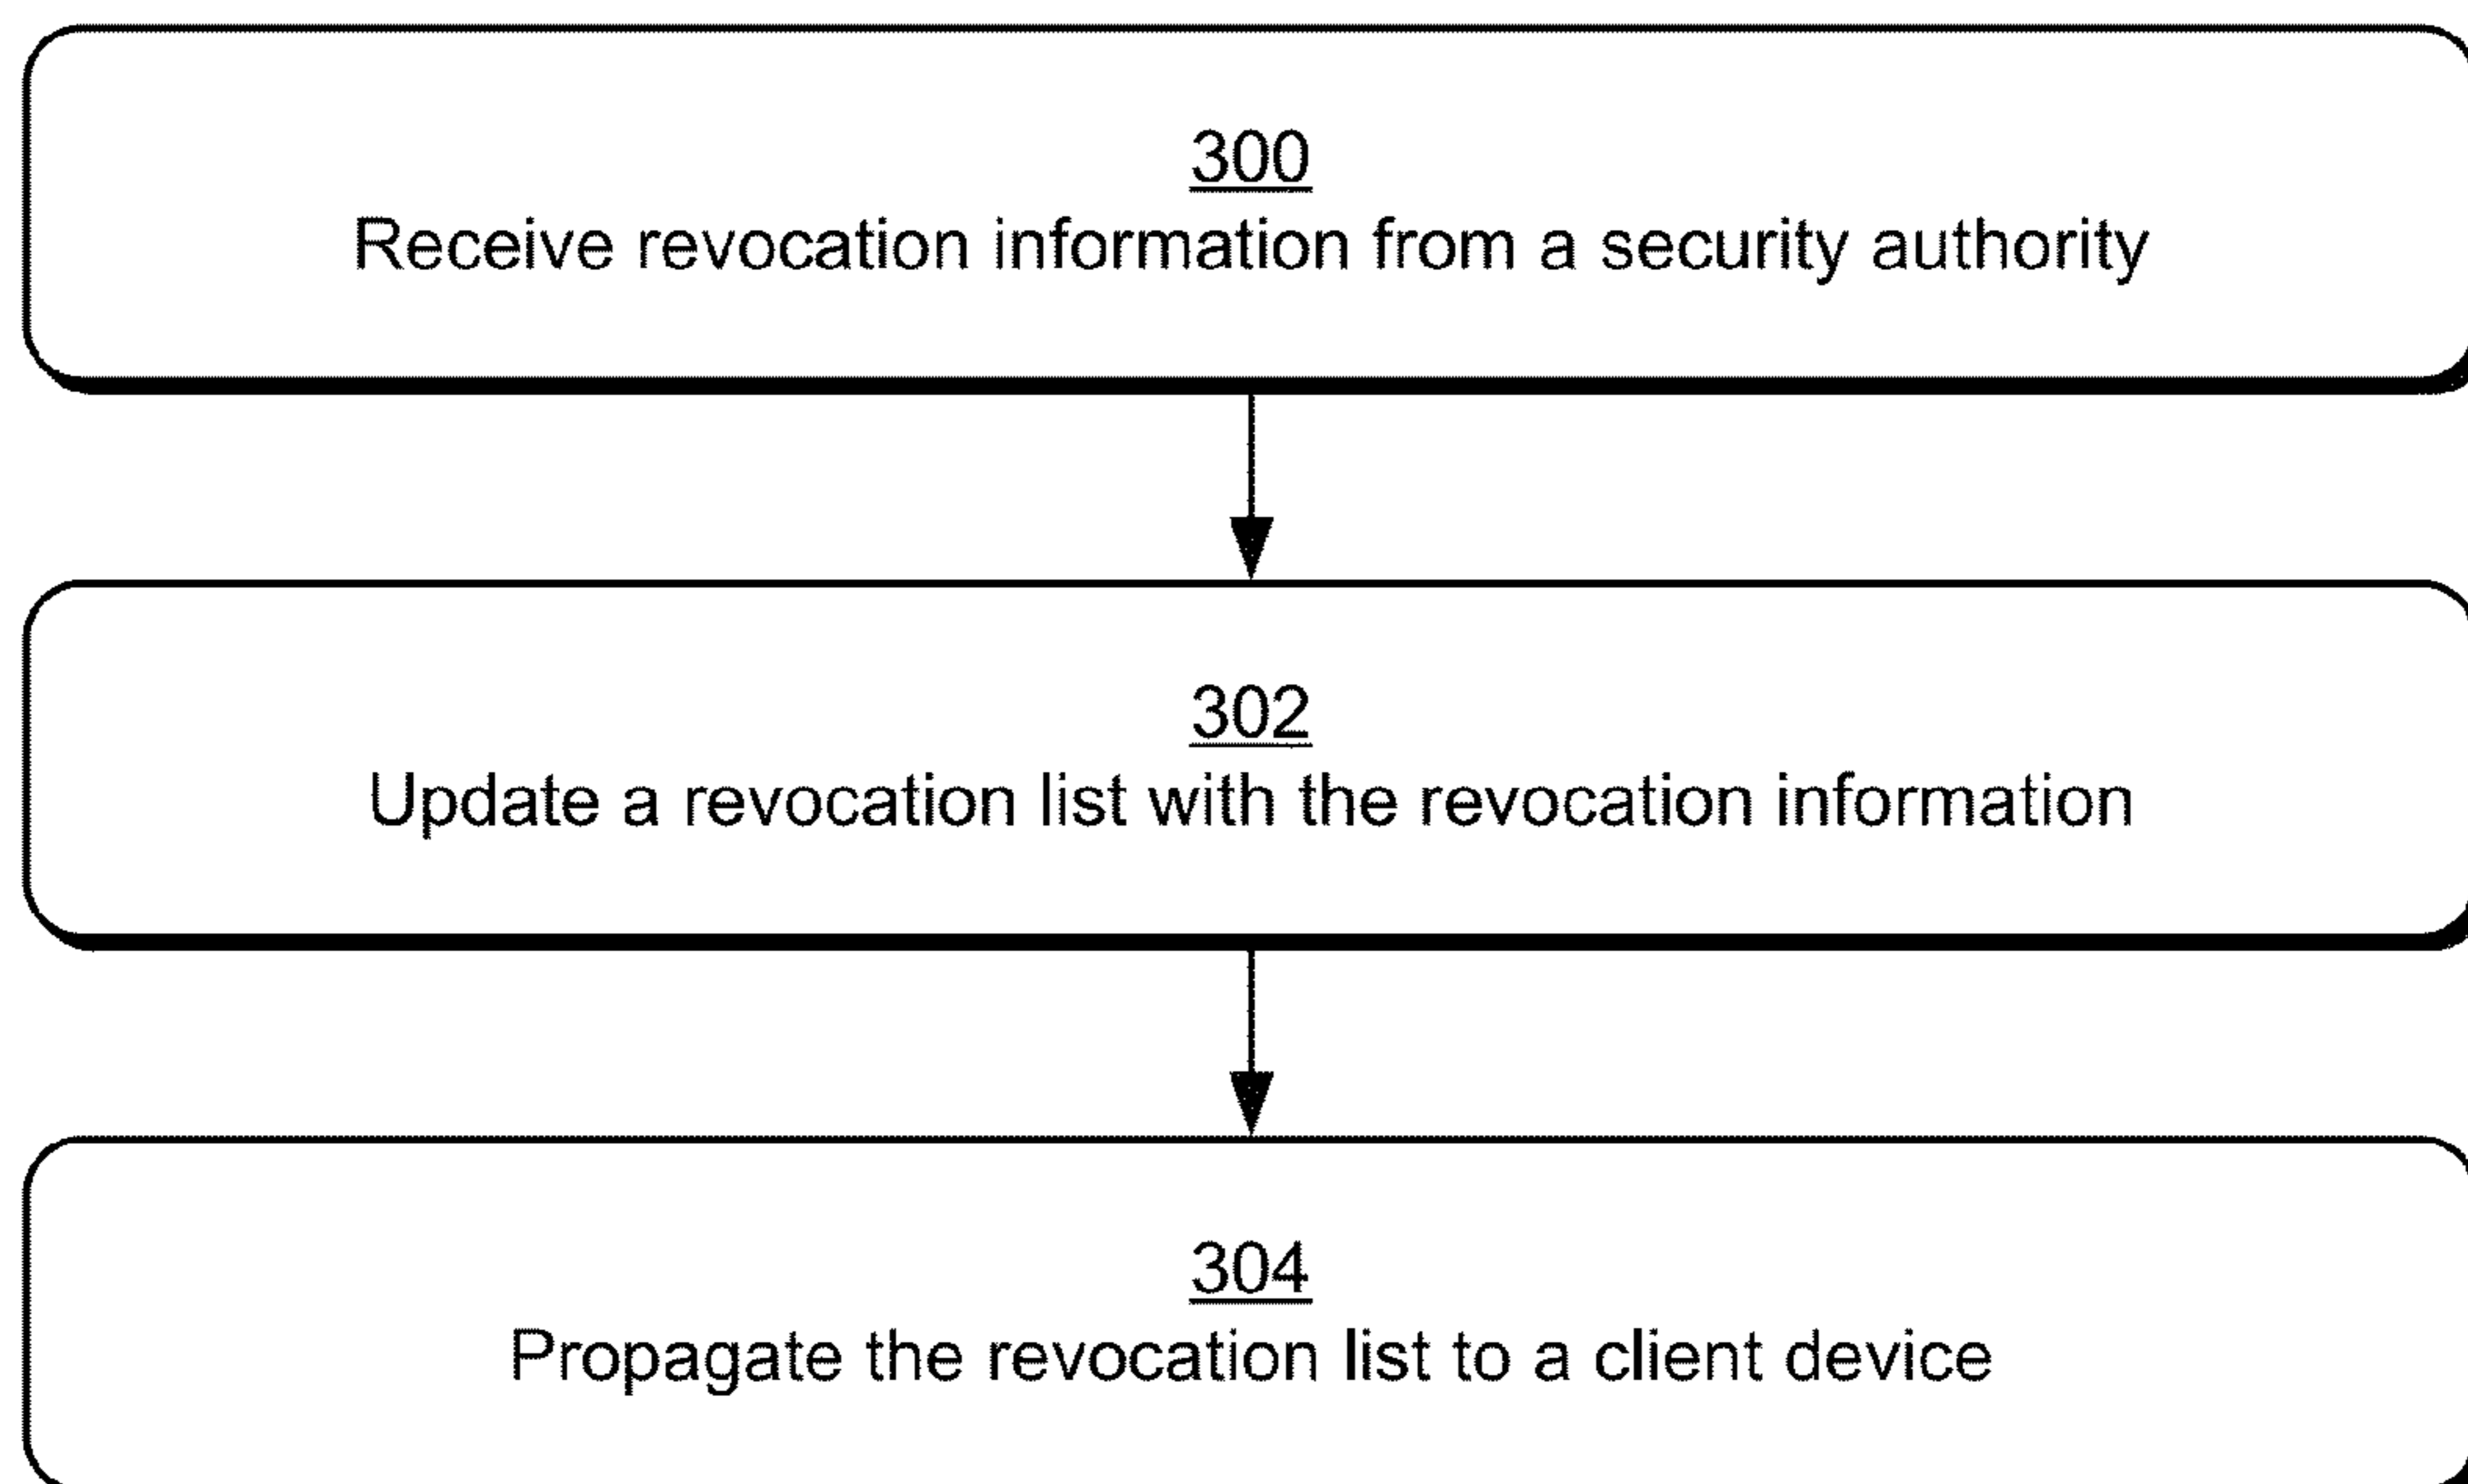 300
Receive revocation information from a security authority
302
Update a revocation list with the revocation information
304
Propagate the revocation list to a client device